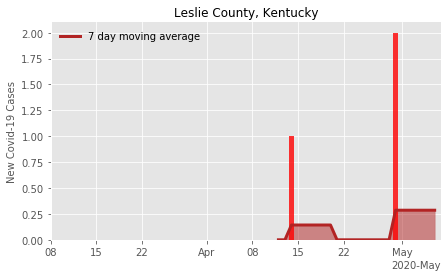 Leslie County, Kentucky
7 day moving average
New Covid-19 Cases
2.00
1.75
1.50
1.25
1.00
0.75
0.50
0.25
0.00
08 15 22 Apr 08 15 22 May
2020-May